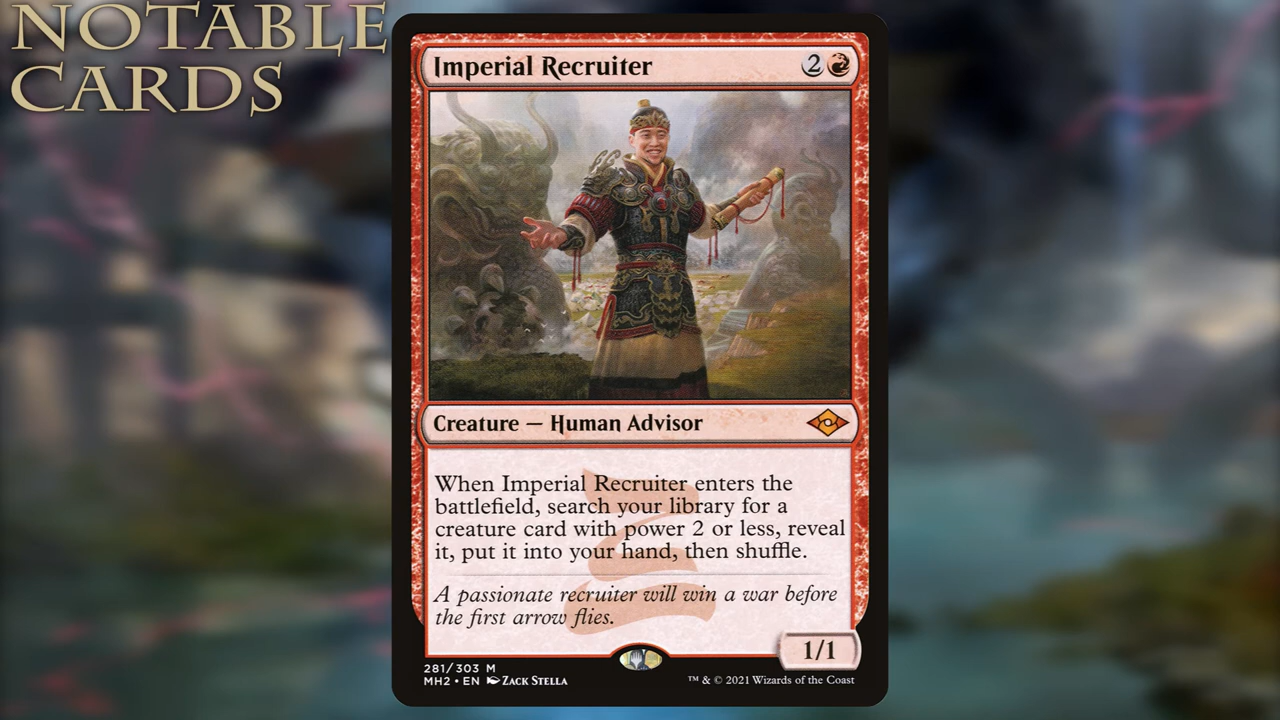 NOTABLE
CARDS
Imperial Recruiter
2
Creature — Human Advisor
When Imperial Recruiter enters the
battlefield, search your library for a
creature card with power 2 or less, reveal
it, put it into your hand, then shuffle.
A passionate recruiter will win a war before
the first arrow flies.
1/1
281/303 M
MH2 • EN ZACK STELLA
™ & © 2021 Wizards of the Coast